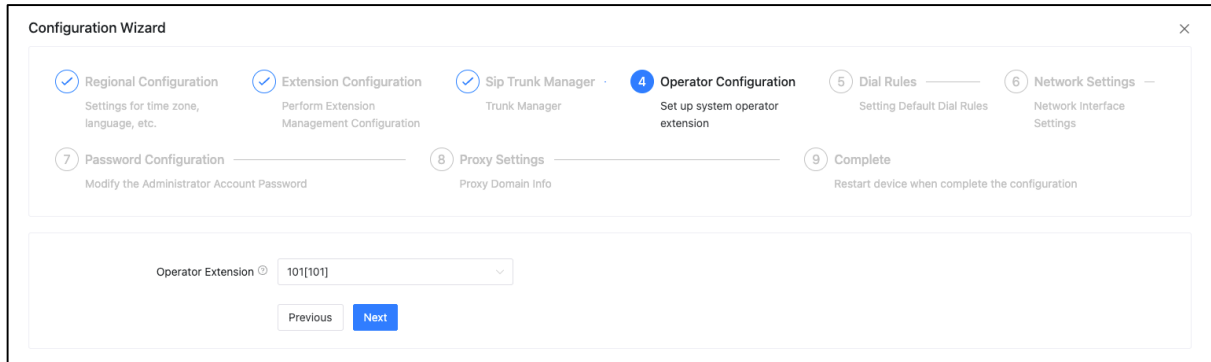 Configuration Wizard
Regional Configuration
Settings for time zone,
language, etc.
Extension Configuration
Perform Extension
Management Configuration
Sip Trunk Manager
Trunk Manager
4 Operator Configuration
Set up system operator
extension
5 Dial Rules
Setting Default Dial Rules
6 Network Settings
Network Interface
Settings
7 Password Configuration
Modify the Administrator Account Password
8 Proxy Settings
Proxy Domain Info
9 Complete
Restart device when complete the configuration
Operator Extension ? 101[101]
Previous Next